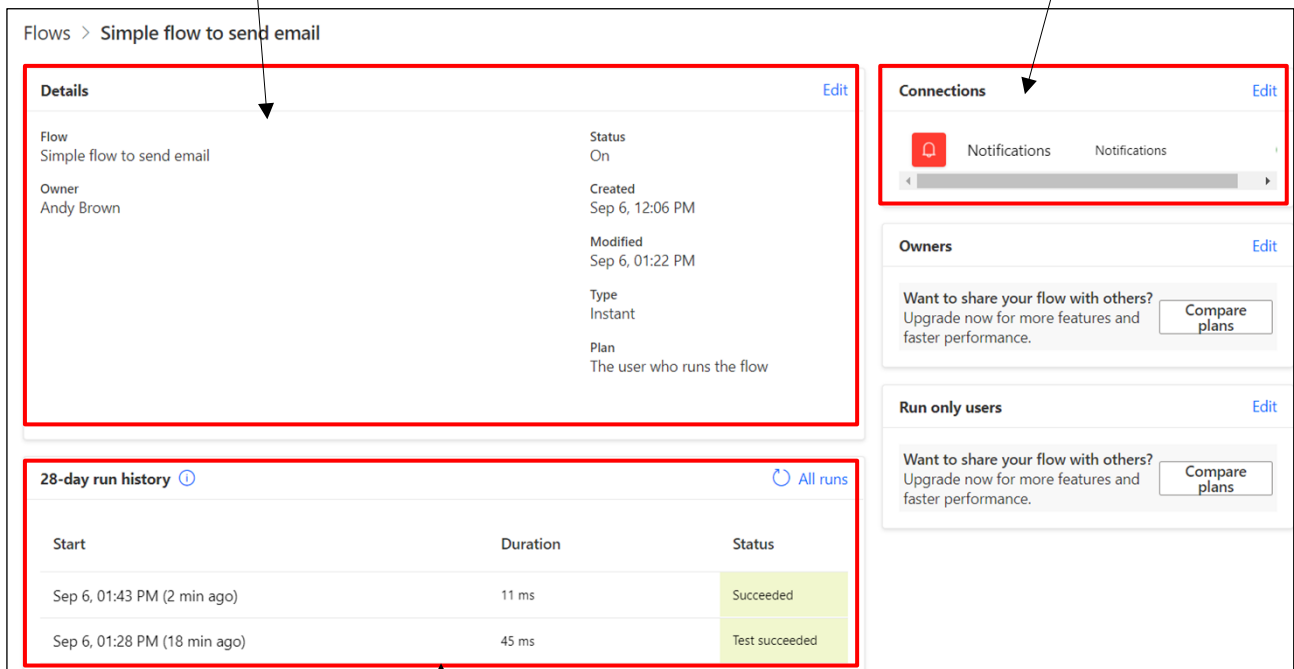 Flows > Simple flow to send email
Details Edit
Flow
Simple flow to send email
Owner
Andy Brown
Status
On
Created
Sep 6, 12:06 PM
Modified
Sep 6, 01:22 PM
Type
Instant
Plan
The user who runs the flow
28-day run history All runs
Start Duration Status
Sep 6, 01:43 PM (2 min ago) 11 ms Succeeded
Sep 6, 01:28 PM (18 min ago) 45 ms Test succeeded
Connections Edit
Notifications Notifications
Owners Edit
Want to share your flow with others?
Upgrade now for more features and
faster performance.
Compare
plans
Run only users Edit
Want to share your flow with others?
Upgrade now for more features and
faster performance.
Compare
plans